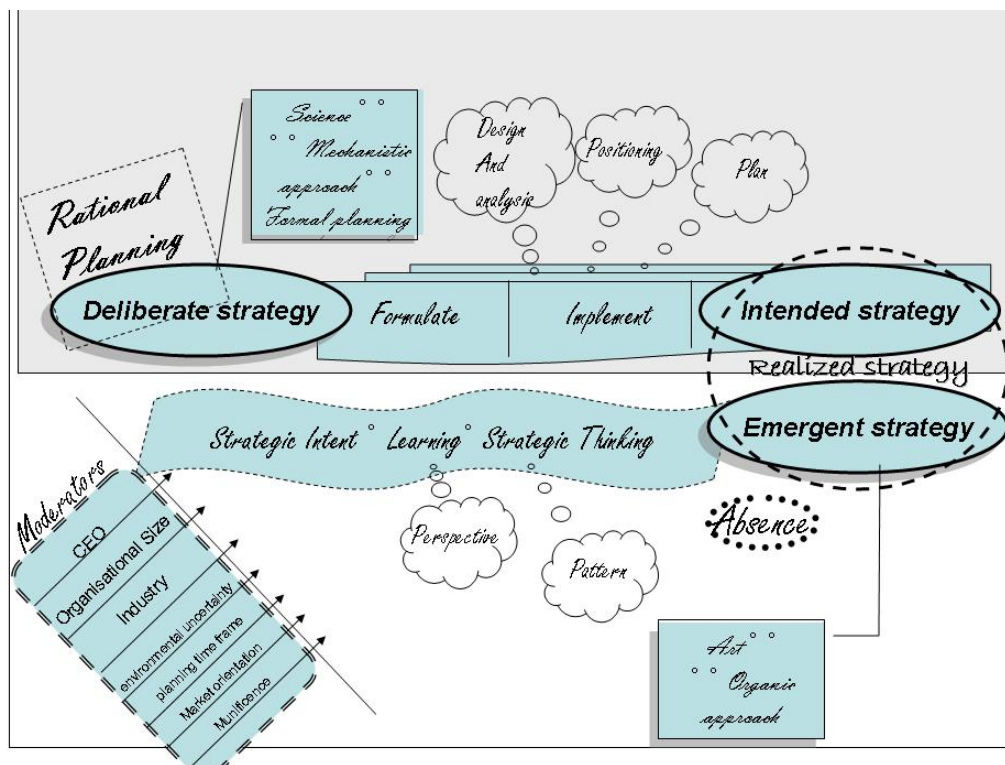 Science
Mechanistic
approach
Formal planning
Design
And
analysis
Positioning
Plan
Rational
Planning
Deliberate strategy
Formulate
Implement
Intended strategy
Realized strategy
Strategic Intent ° Learning ° Strategic Thinking
Emergent strategy
Moderators
CEO
Organisational Size
Industry
environmental uncertainty
planning time frame
Market orientation
Munificence
Perspective
Pattern
Absence
Art
Organic
approach